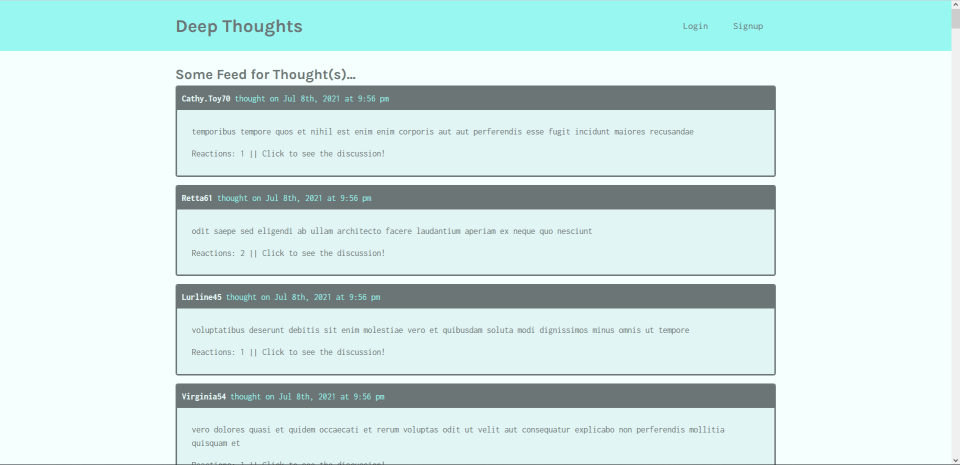 Deep Thoughts
Login
Signup
Some Feed for Thought(s)...
Cathy.Toy70 thought on Jul 8th, 2021 at 9:56 pm
temporibus tempore quos et nihil est enim enim corporis aut aut perferendis esse fugit incidunt maiores recusandae
Reactions: 1 || Click to see the discussion!
Retta61 thought on Jul 8th, 2021 at 9:56 pm
odit saepe sed eligendi ab ullam architecto facere laudantium aperiam ex neque quo nesciunt
Reactions: 2 || Click to see the discussion!
Lurline45 thought on Jul 8th, 2021 at 9:56 pm
voluptatibus deserunt debitis sit enim molestiae vero et quibusdam soluta modi dignissimos minus omnis ut tempore
Reactions: 1 || Click to see the discussion!
Virginia54 thought on Jul 8th, 2021 at 9:56 pm
vero dolores quasi et quidem occaecati et rerum voluptas odit ut velit aut consequatur explicabo non perferendis mollitia
quisquam et